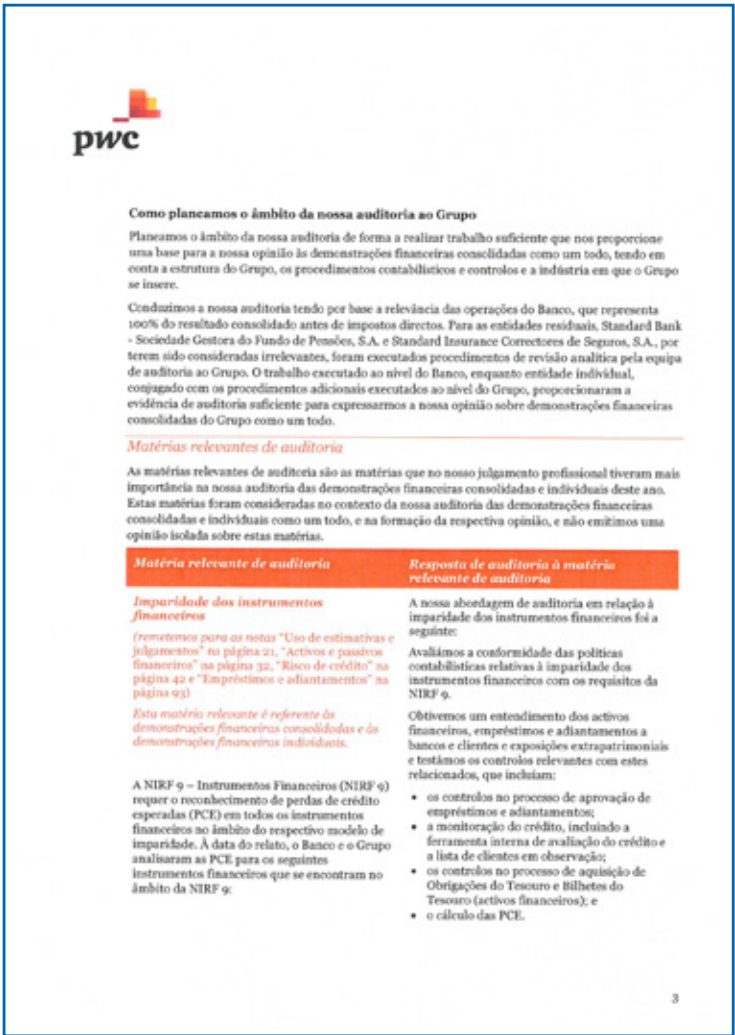 pwc
Como planeamos o âmbito da nossa auditoria ao Grupo
Planeamos o âmbito da nossa auditoria de forma a realizar trabalho suficiente que nos proporcione
uma base para a nossa opinião às demonstrações financeiras consolidadas como um todo, tendo em
conta a estrutura do Grupo, os procedimentos contabilísticos e controlos e a indústria em que o Grupo
se insere.
Conduzimos a nossa auditoria tendo por base a relevância das operações do Banco, que representa
100% do resultado consolidado antes de impostos directos. Para as entidades residuais, Standard Bank
- Sociedade Gestora do Fundo de Pensões, S.A. e Standard Insurance Correctores de Seguros, S.A., por
terem sido consideradas irrelevantes, foram executados procedimentos de revisão analítica pela equipa
de auditoria ao Grupo. O trabalho executado ao nível do Banco, enquanto entidade individual,
conjugado com os procedimentos adicionais executados ao nível do Grupo, proporcionaram a
evidência de auditoria suficiente para expressarmos a nossa opinião sobre demonstrações financeiras
consolidadas do Grupo como um todo.
Matérias relevantes de auditoria
As matérias relevantes de auditoria são as matérias que no nosso julgamento profissional tiveram mais
importância na nossa auditoria das demonstrações financeiras consolidadas e individuais deste ano.
Estas matérias foram consideradas no contexto da nossa auditoria das demonstrações financeiras
consolidadas e individuais como um todo, e na formação da respectiva opinião, e não emitimos uma
opinião isolada sobre estas matérias.
Matéria relevante de auditoria
Imparidade dos instrumentos
financeiros
(remetemos para as notas "Uso de estimativas e
julgamentos" na página 21, "Activos e passivos
financeiros" na página 32, "Risco de crédito" na
página 42 e "Empréstimos e adiantamentos" na
página 93)
Esta matéria relevante é referente às
demonstrações financeiras consolidadas e às
demonstrações financeiras individuais.
A NIRF 9 – Instrumentos Financeiros (NIRF 9)
requer o reconhecimento de perdas de crédito
esperadas (PCE) em todos os instrumentos
financeiros no âmbito do respectivo modelo de
imparidade. À data do relato, o Banco e o Grupo
analisaram as PCE para os seguintes
instrumentos financeiros que se encontram no
âmbito da NIRF 9:
Resposta de auditoria à matéria
relevante de auditoria
A nossa abordagem de auditoria em relação à
imparidade dos instrumentos financeiros foi a
seguinte:
Avaliámos a conformidade das políticas
contabilísticas relativas à imparidade dos
instrumentos financeiros com os requisitos da
NIRF 9.
Obtivemos um entendimento dos activos
financeiros, empréstimos e adiantamentos a
bancos e clientes e exposições extrapatrimoniais
e testámos os controlos relevantes com estes
relacionados, que incluíam:
• os controlos no processo de aprovação de
empréstimos e adiantamentos;
• a monitoração do crédito, incluindo a
ferramenta interna de avaliação do crédito e
a lista de clientes em observação;
• os controlos no processo de aquisição de
Obrigações do Tesouro e Bilhetes do
Tesouro (activos financeiros); e
• o cálculo das PCE.
3